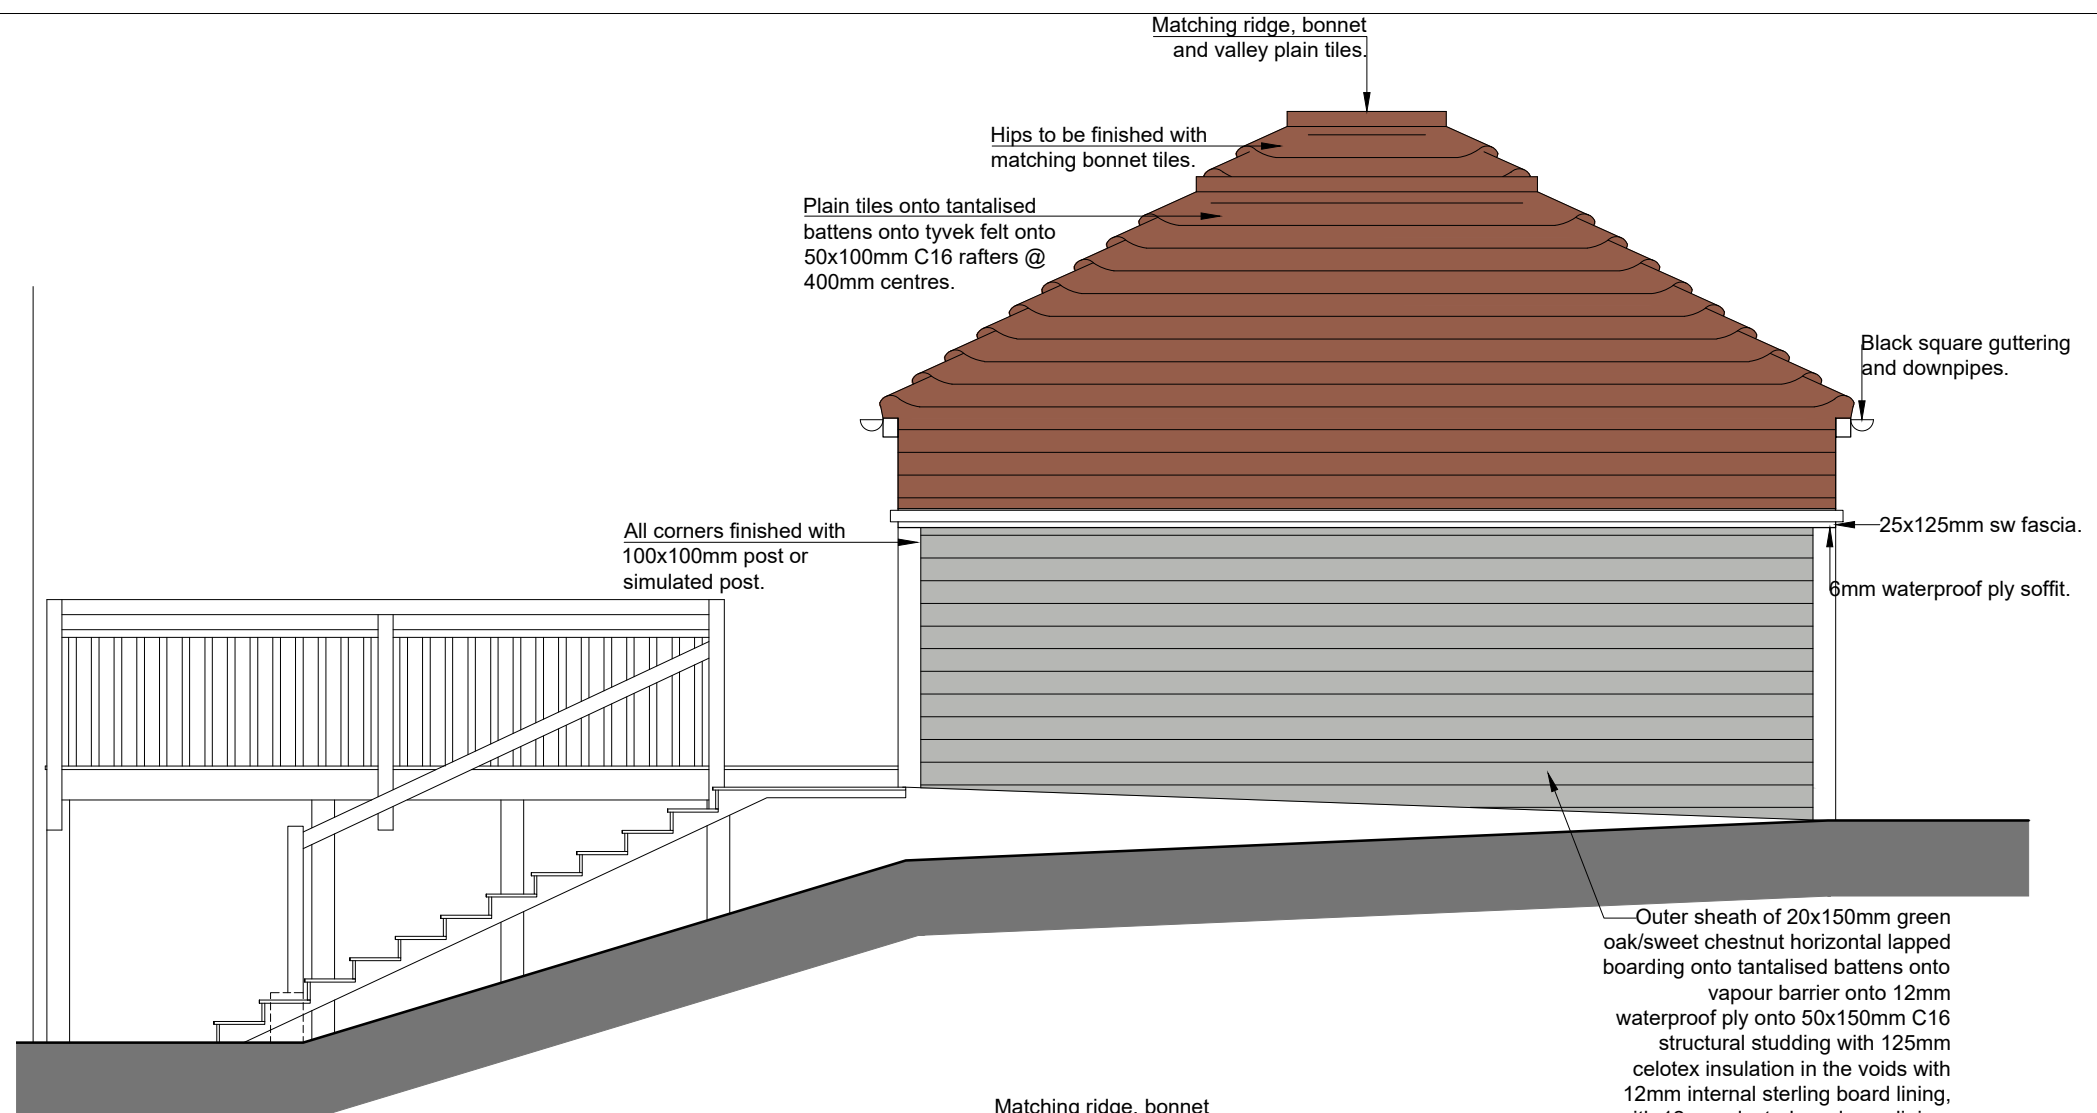 Matching ridge, bonnet
and valley plain tiles.
Hips to be finished with
matching bonnet tiles.
Plain tiles onto tantalised
battens onto tyvek felt onto
50x100mm C16 rafters @
400mm centres.
Black square guttering
and downpipes.
All corners finished with
100x100mm post or
simulated post.
25x125mm sw fascia.
6mm waterproof ply soffit.
Outer sheath of 20x150mm green
oak/sweet chestnut horizontal lapped
boarding onto tantalised battens onto
vapour barrier onto 12mm
waterproof ply onto 50x150mm C16
structural studding with 125mm
celotex insulation in the voids with
12mm internal sterling board lining,
Matching ridge, bonnet